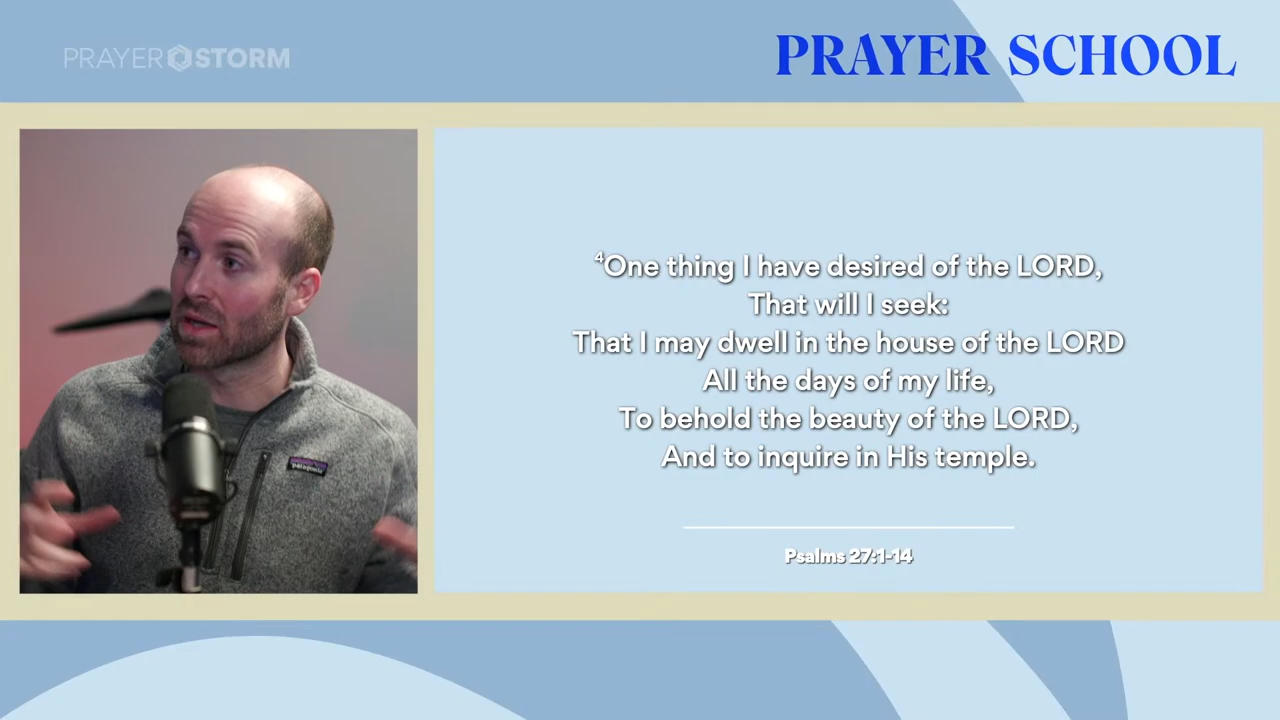 PRAYER STORM
PRAYER SCHOOL
patagonia
⁴One thing I have desired of the LORD,
That will I seek:
That I may dwell in the house of the LORD
All the days of my life,
To behold the beauty of the LORD,
And to inquire in His temple.
Psalms 27:1-14